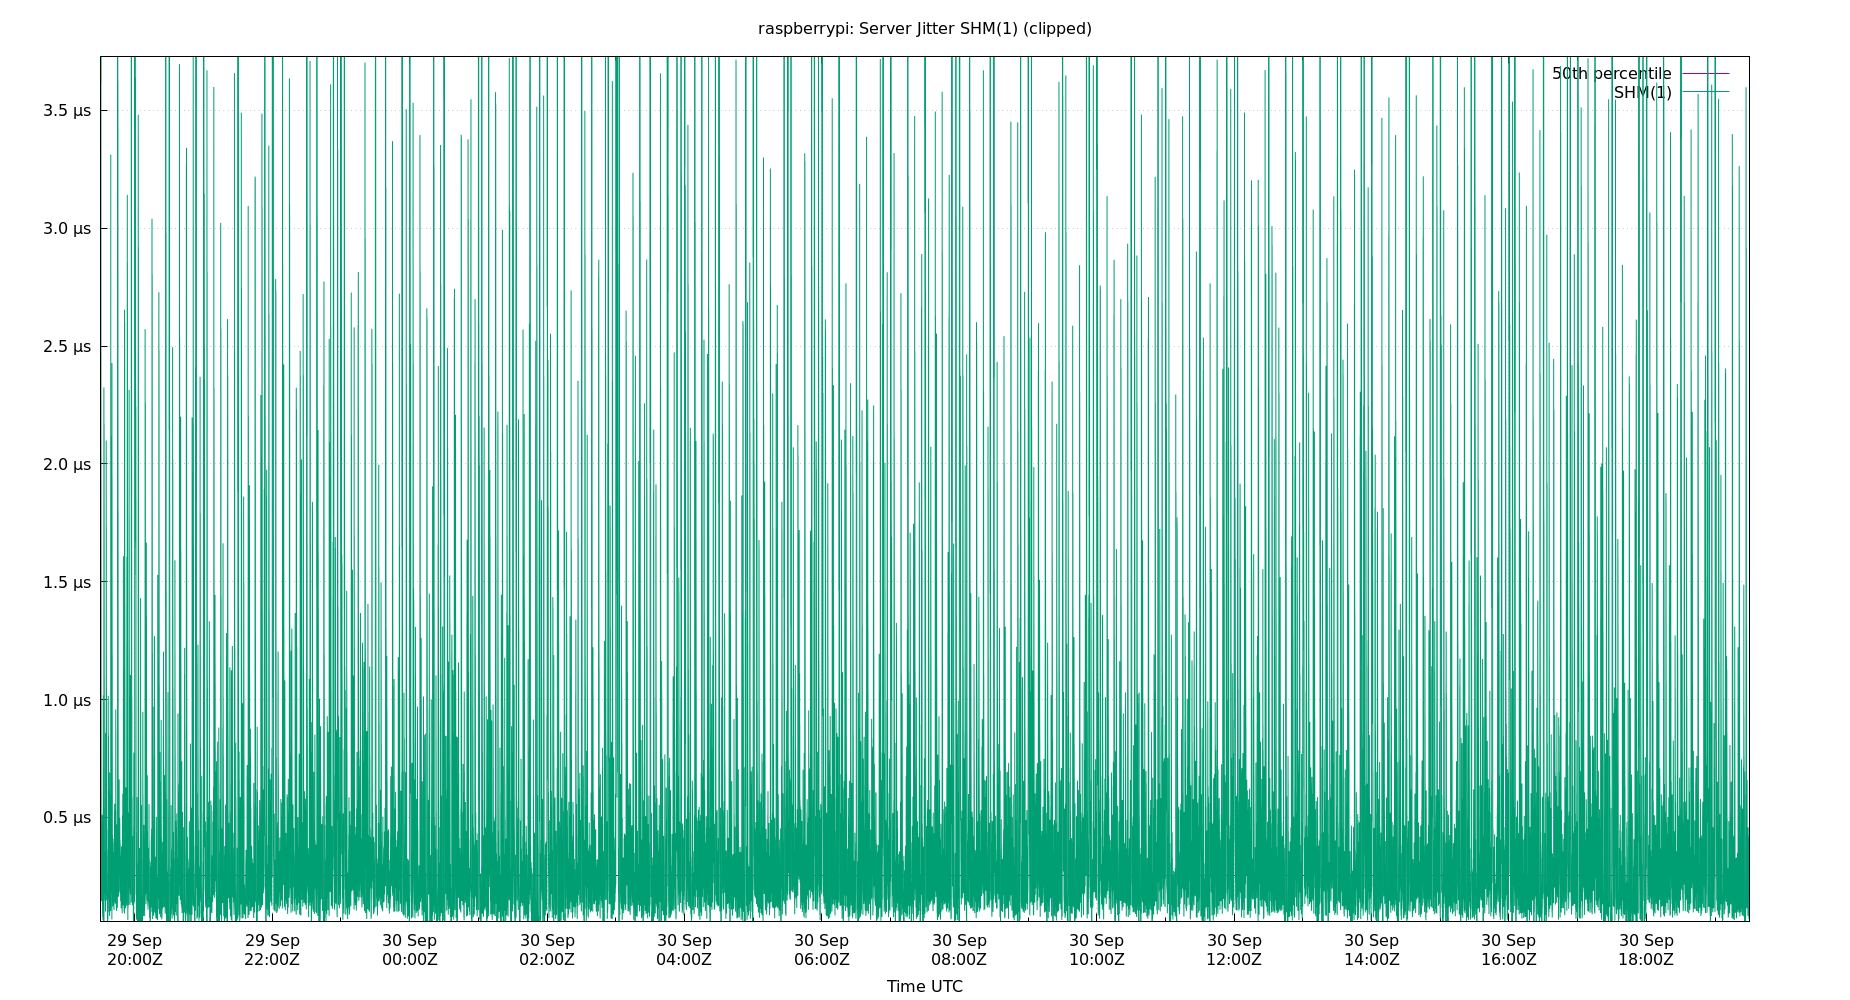 raspberrypi: Server Jitter SHM(1) (clipped)
50th percentile
SHM(1)
3.5 µs
3.0 µs
2.5 µs
2.0 µs
1.5 µs
1.0 µs
0.5 µs
29 Sep 29 Sep 30 Sep 30 Sep 30 Sep 30 Sep 30 Sep 30 Sep 30 Sep 30 Sep 30 Sep 30 Sep
20:00Z 22:00Z 00:00Z 02:00Z 04:00Z 06:00Z 08:00Z 10:00Z 12:00Z 14:00Z 16:00Z 18:00Z
Time UTC